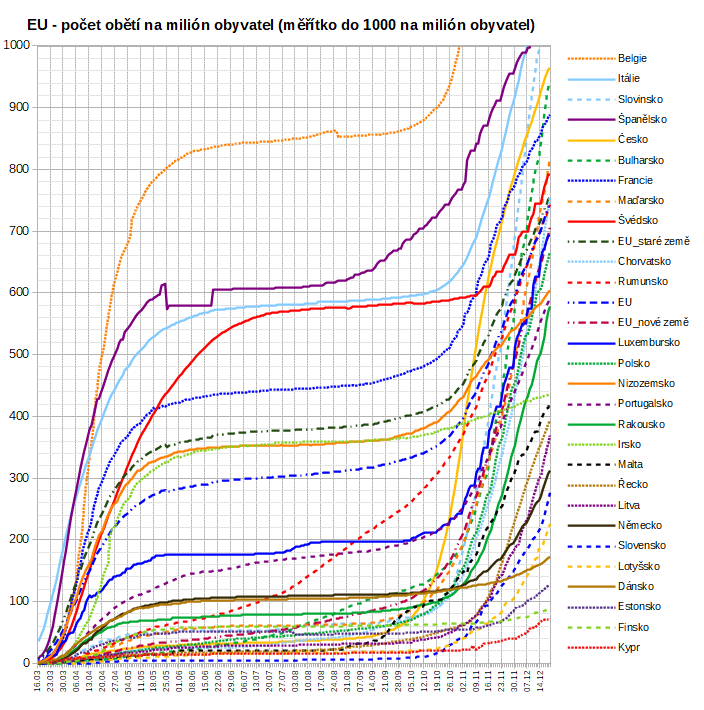 EU - počet obětí na milión obyvatel (měřítko do 1000 na milión obyvatel)
1000
900
800
700
600
500
400
300
200
100
0
16.03 23.03 30.03 06.04 13.04 20.04 27.04 04.05 11.05 18.05 25.05 01.06 08.06 15.06 22.06 29.06 06.07 13.07 20.07 27.07 03.08 10.08 17.08 24.08 31.08 07.09 14.09 21.09 28.09 05.10 12.10 19.10 26.10 02.11 09.11 16.11 23.11 30.11 07.12 14.12
Belgie
Itálie
Slovinsko
Španělsko
Česko
Bulharsko
Francie
Maďarsko
Švédsko
EU_staré země
Chorvatsko
Rumunsko
EU
EU_nové země
Luxembursko
Polsko
Nizozemsko
Portugalsko
Rakousko
Irsko
Malta
Řecko
Litva
Německo
Slovensko
Lotyšsko
Dánsko
Estonsko
Finsko
Kypr